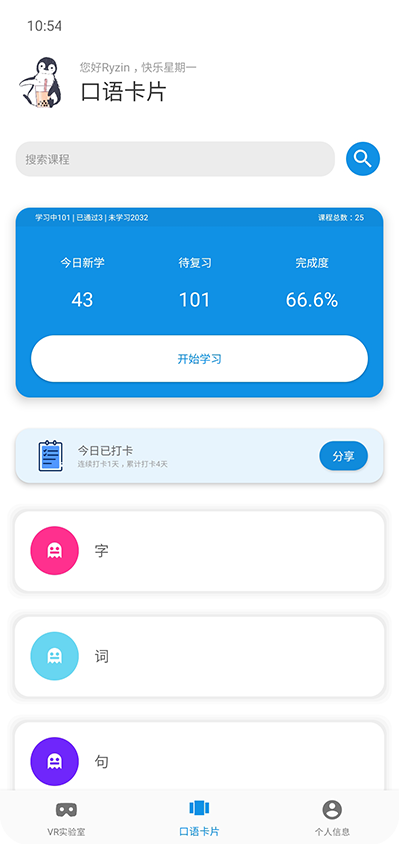 10:54
您好Ryzin，快乐星期一
口语卡片
搜索课程
学习中101 | 已通过3 | 未学习2032 课程总数：25
今日新学 待复习 完成度
43 101 66.6%
开始学习
今日已打卡
连续打卡1天，累计打卡4天
分享
字
词
句
VR实验室 口语卡片 个人信息